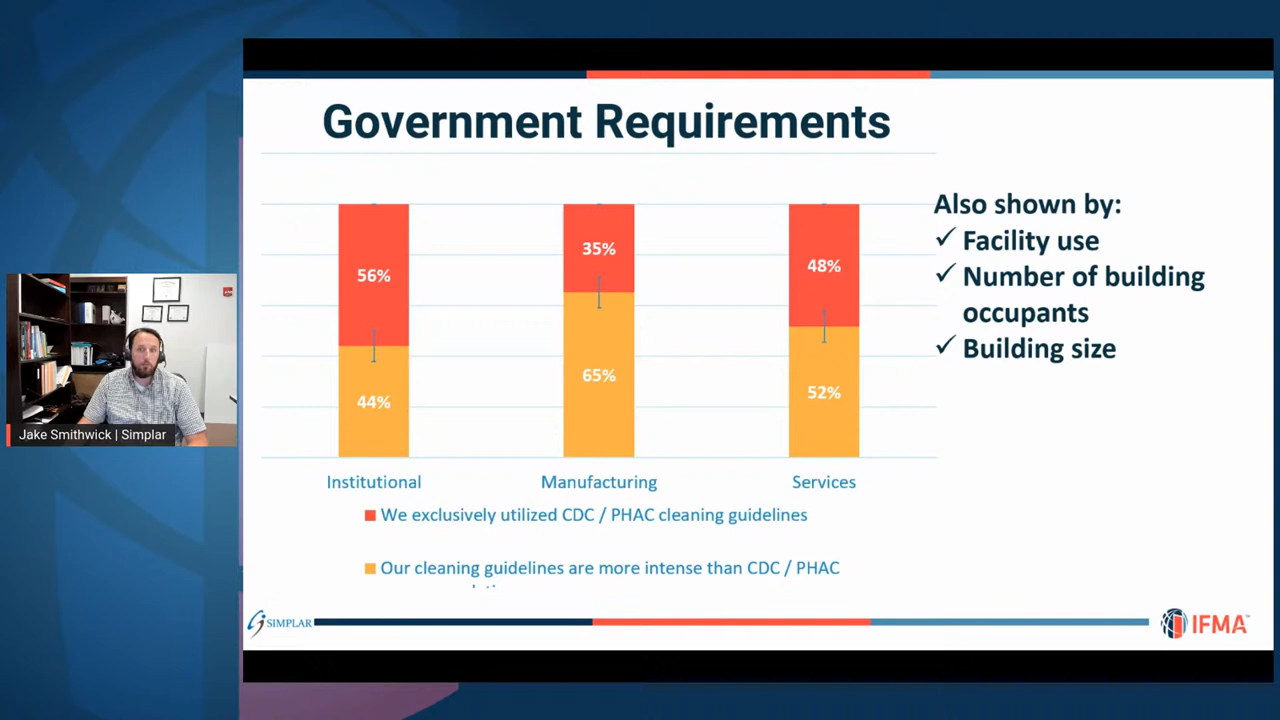 Government Requirements
56%
44%
35%
65%
48%
52%
Institutional
Manufacturing
Services
We exclusively utilized CDC / PHAC cleaning guidelines
Our cleaning guidelines are more intense than CDC / PHAC
Also shown by:
✓ Facility use
✓ Number of building
occupants
✓ Building size
Jake Smithwick | Simplar
SIMPLAR
IFMA™